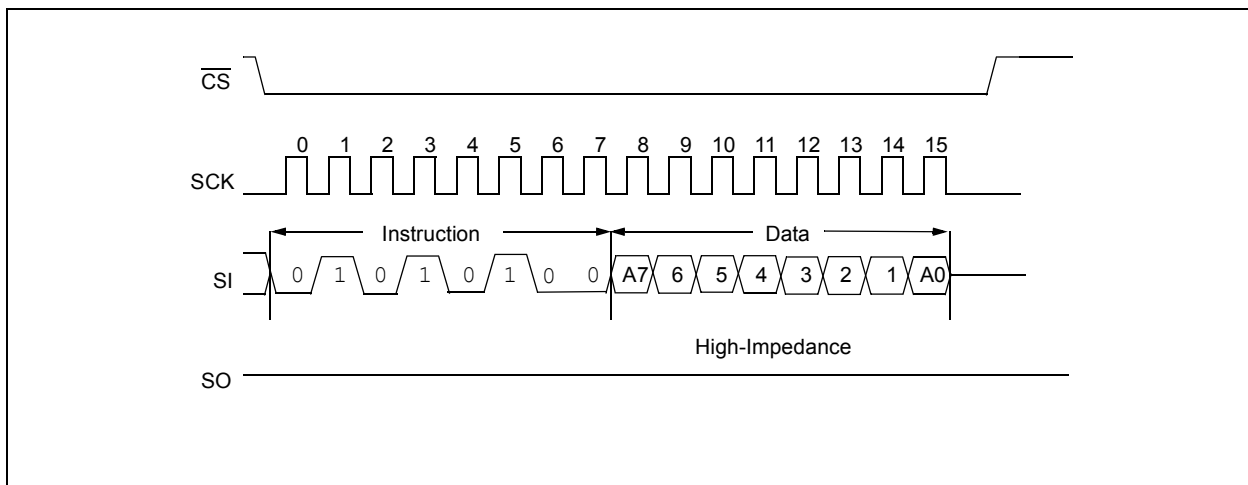 CS
0 1 2 3 4 5 6 7 8 9 10 11 12 13 14 15
SCK
Instruction Data
SI 0 1 0 1 0 1 0 0 A7 6 5 4 3 2 1 A0
High-Impedance
SO